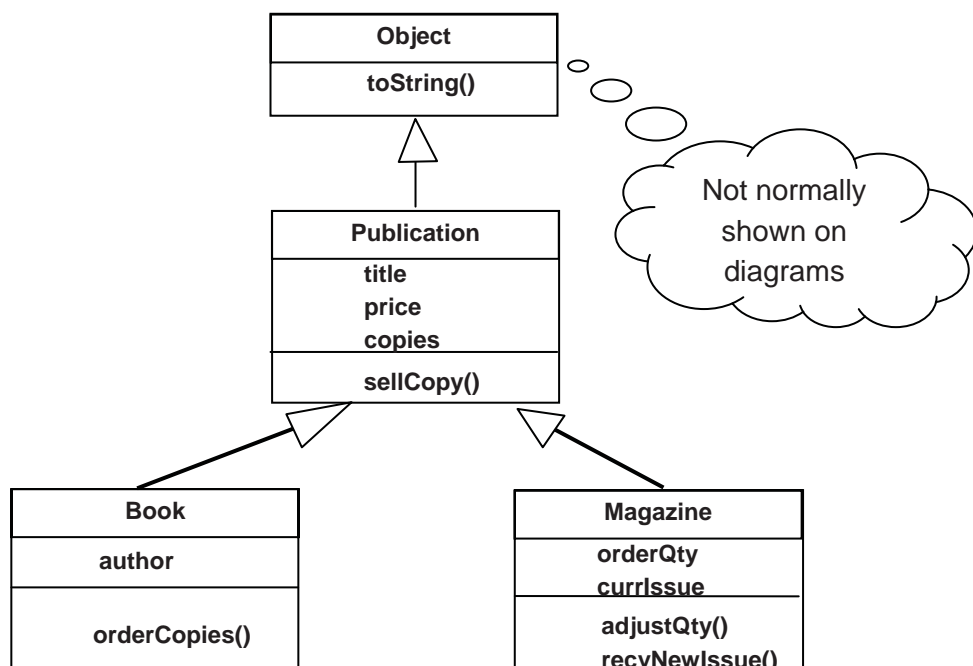 Object
toString()
Not normally
shown on
diagrams
Publication
title
price
copies
sellCopy()
Book
author
orderCopies()
Magazine
orderQty
currIssue
adjustQty()
recvNewIssue()